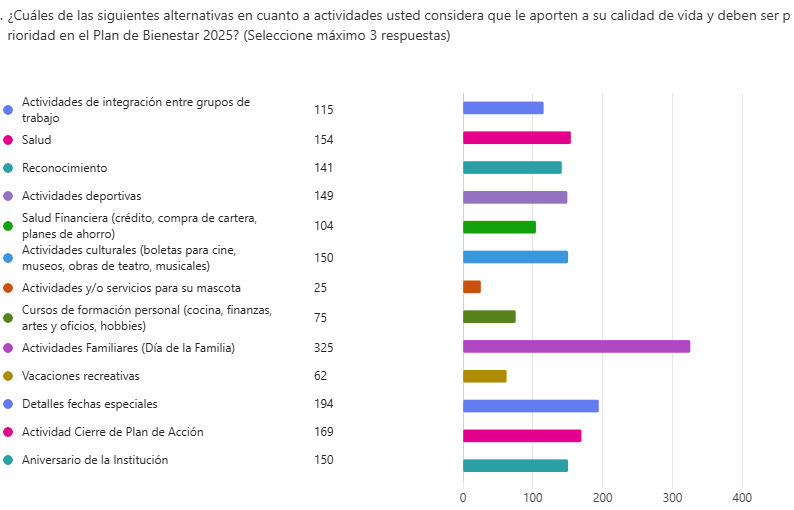 . ¿Cuáles de las siguientes alternativas en cuanto a actividades usted considera que le aporten a su calidad de vida y deben ser p
rioridad en el Plan de Bienestar 2025? (Seleccione máximo 3 respuestas)
Actividades de integración entre grupos de
trabajo
115
Salud
154
Reconocimiento
141
Actividades deportivas
149
Salud Financiera (crédito, compra de cartera,
planes de ahorro)
104
Actividades culturales (boletas para cine,
museos, obras de teatro, musicales)
150
Actividades y/o servicios para su mascota
25
Cursos de formación personal (cocina, finanzas,
artes y oficios, hobbies)
75
Actividades Familiares (Día de la Familia)
325
Vacaciones recreativas
62
Detalles fechas especiales
194
Actividad Cierre de Plan de Acción
169
Aniversario de la Institución
150
0 100 200 300 400